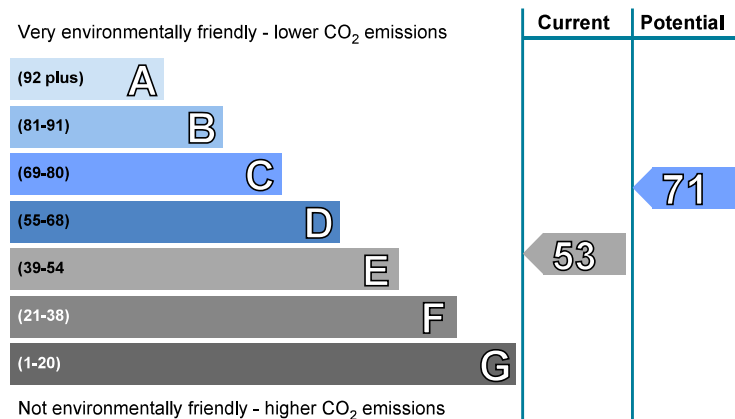 Very environmentally friendly - lower CO2 emissions
Current
Potential
(92 plus) A
(81-91) B
(69-80) C
(55-68) D
(39-54 E
(21-38) F
(1-20) G
53
71
Not environmentally friendly - higher CO2 emissions